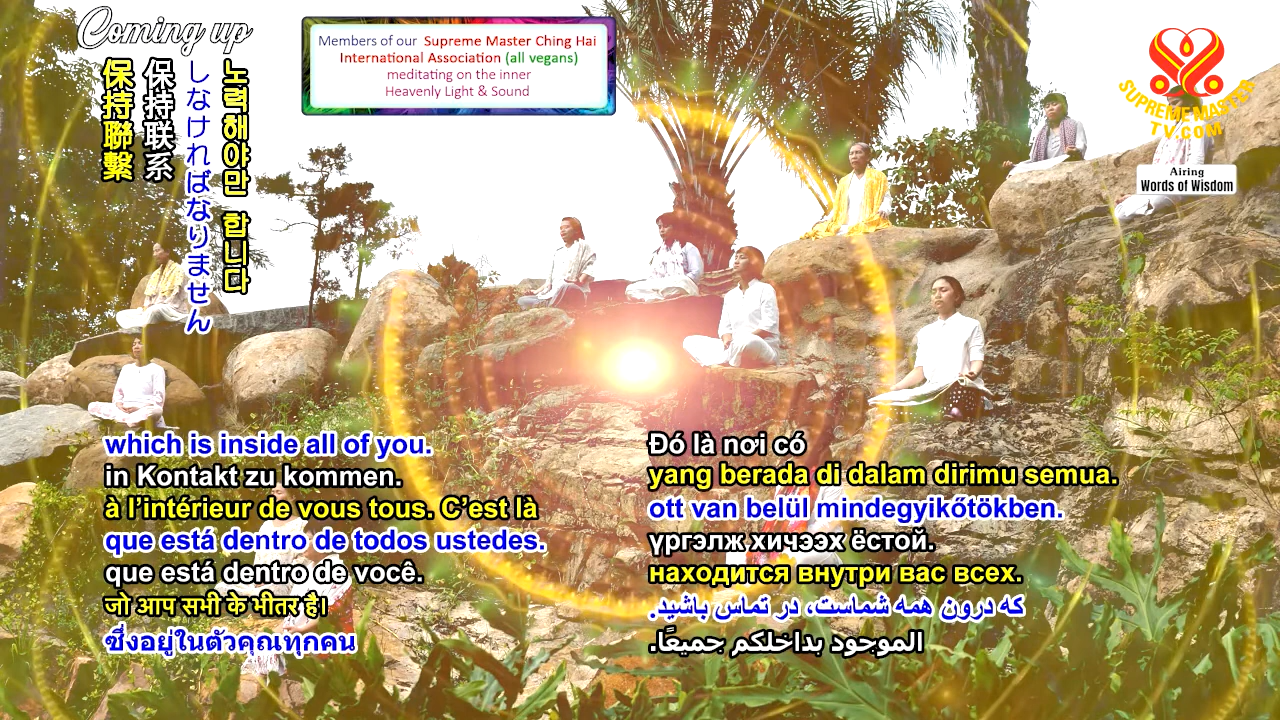 Coming up
保持聯繫
保持联系
しなければなりません
노력해야만 합니다
Members of our Supreme Master Ching Hai
International Association (all vegans)
meditating on the inner
Heavenly Light & Sound
SUPREME MASTER
TV.COM
Airing
Words of Wisdom
which is inside all of you.
in Kontakt zu kommen.
à l’intérieur de vous tous. C’est là
que está dentro de todos ustedes.
que está dentro de você.
जो आप सभी के भीतर है।
ซึ่งอยู่ในตัวคุณทุกคน
Đó là nơi có
yang berada di dalam dirimu semua.
ott van belül mindegyikőtökben.
үргэлж хичээх ёстой.
находится внутри вас всех.
که درون همه شماست، در تماس باشید.
الموجود بداخلكم جميعًا.